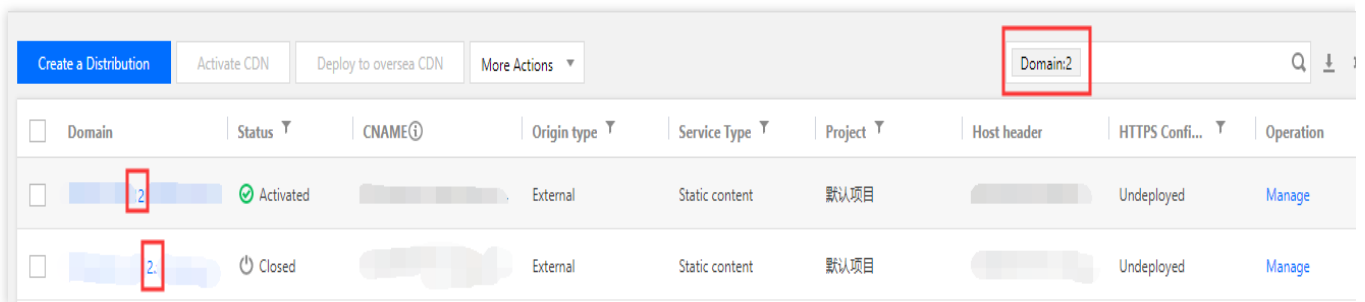 Create a Distribution Activate CDN Deploy to oversea CDN More Actions Domain:2
Domain Status CNAME Origin type Service Type Project Host header HTTPS Confi... Operation
2 Activated External Static content 默认项目 Undeployed Manage
2. Closed External Static content 默认项目 Undeployed Manage